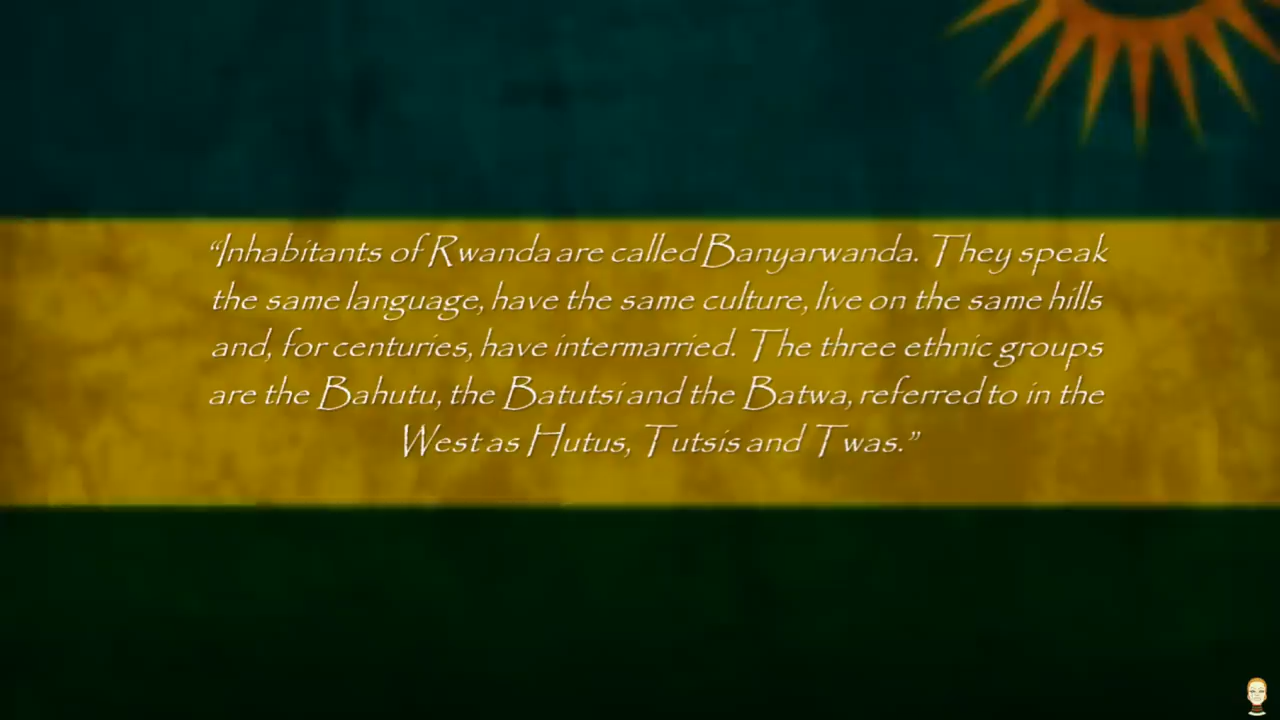 “Inhabitants of Rwanda are called Banyarwanda. They speak
the same language, have the same culture, live on the same hills
and, for centuries, have intermarried. The three ethnic groups
are the Bahutu, the Batutsi and the Batwa, referred to in the
West as Hutus, Tutsis and Twas.”